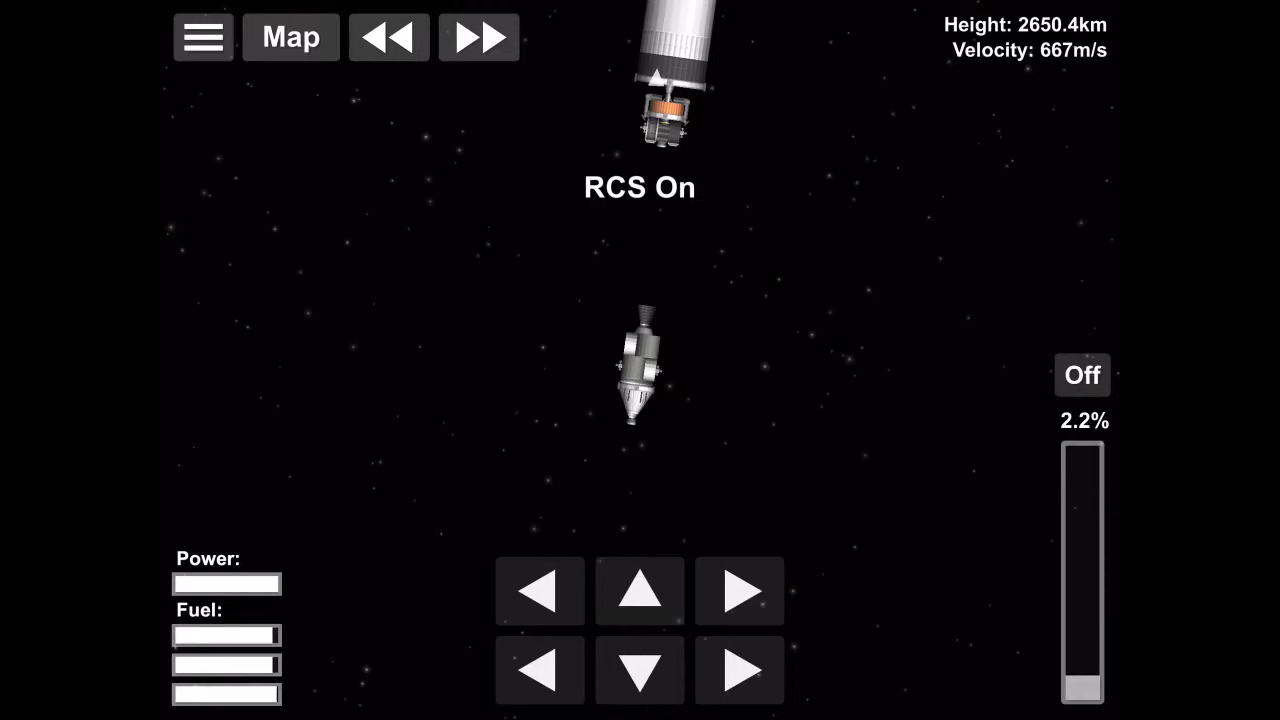 Map
Height: 2650.4km
Velocity: 667m/s
RCS On
Off
2.2%
Power:
Fuel: